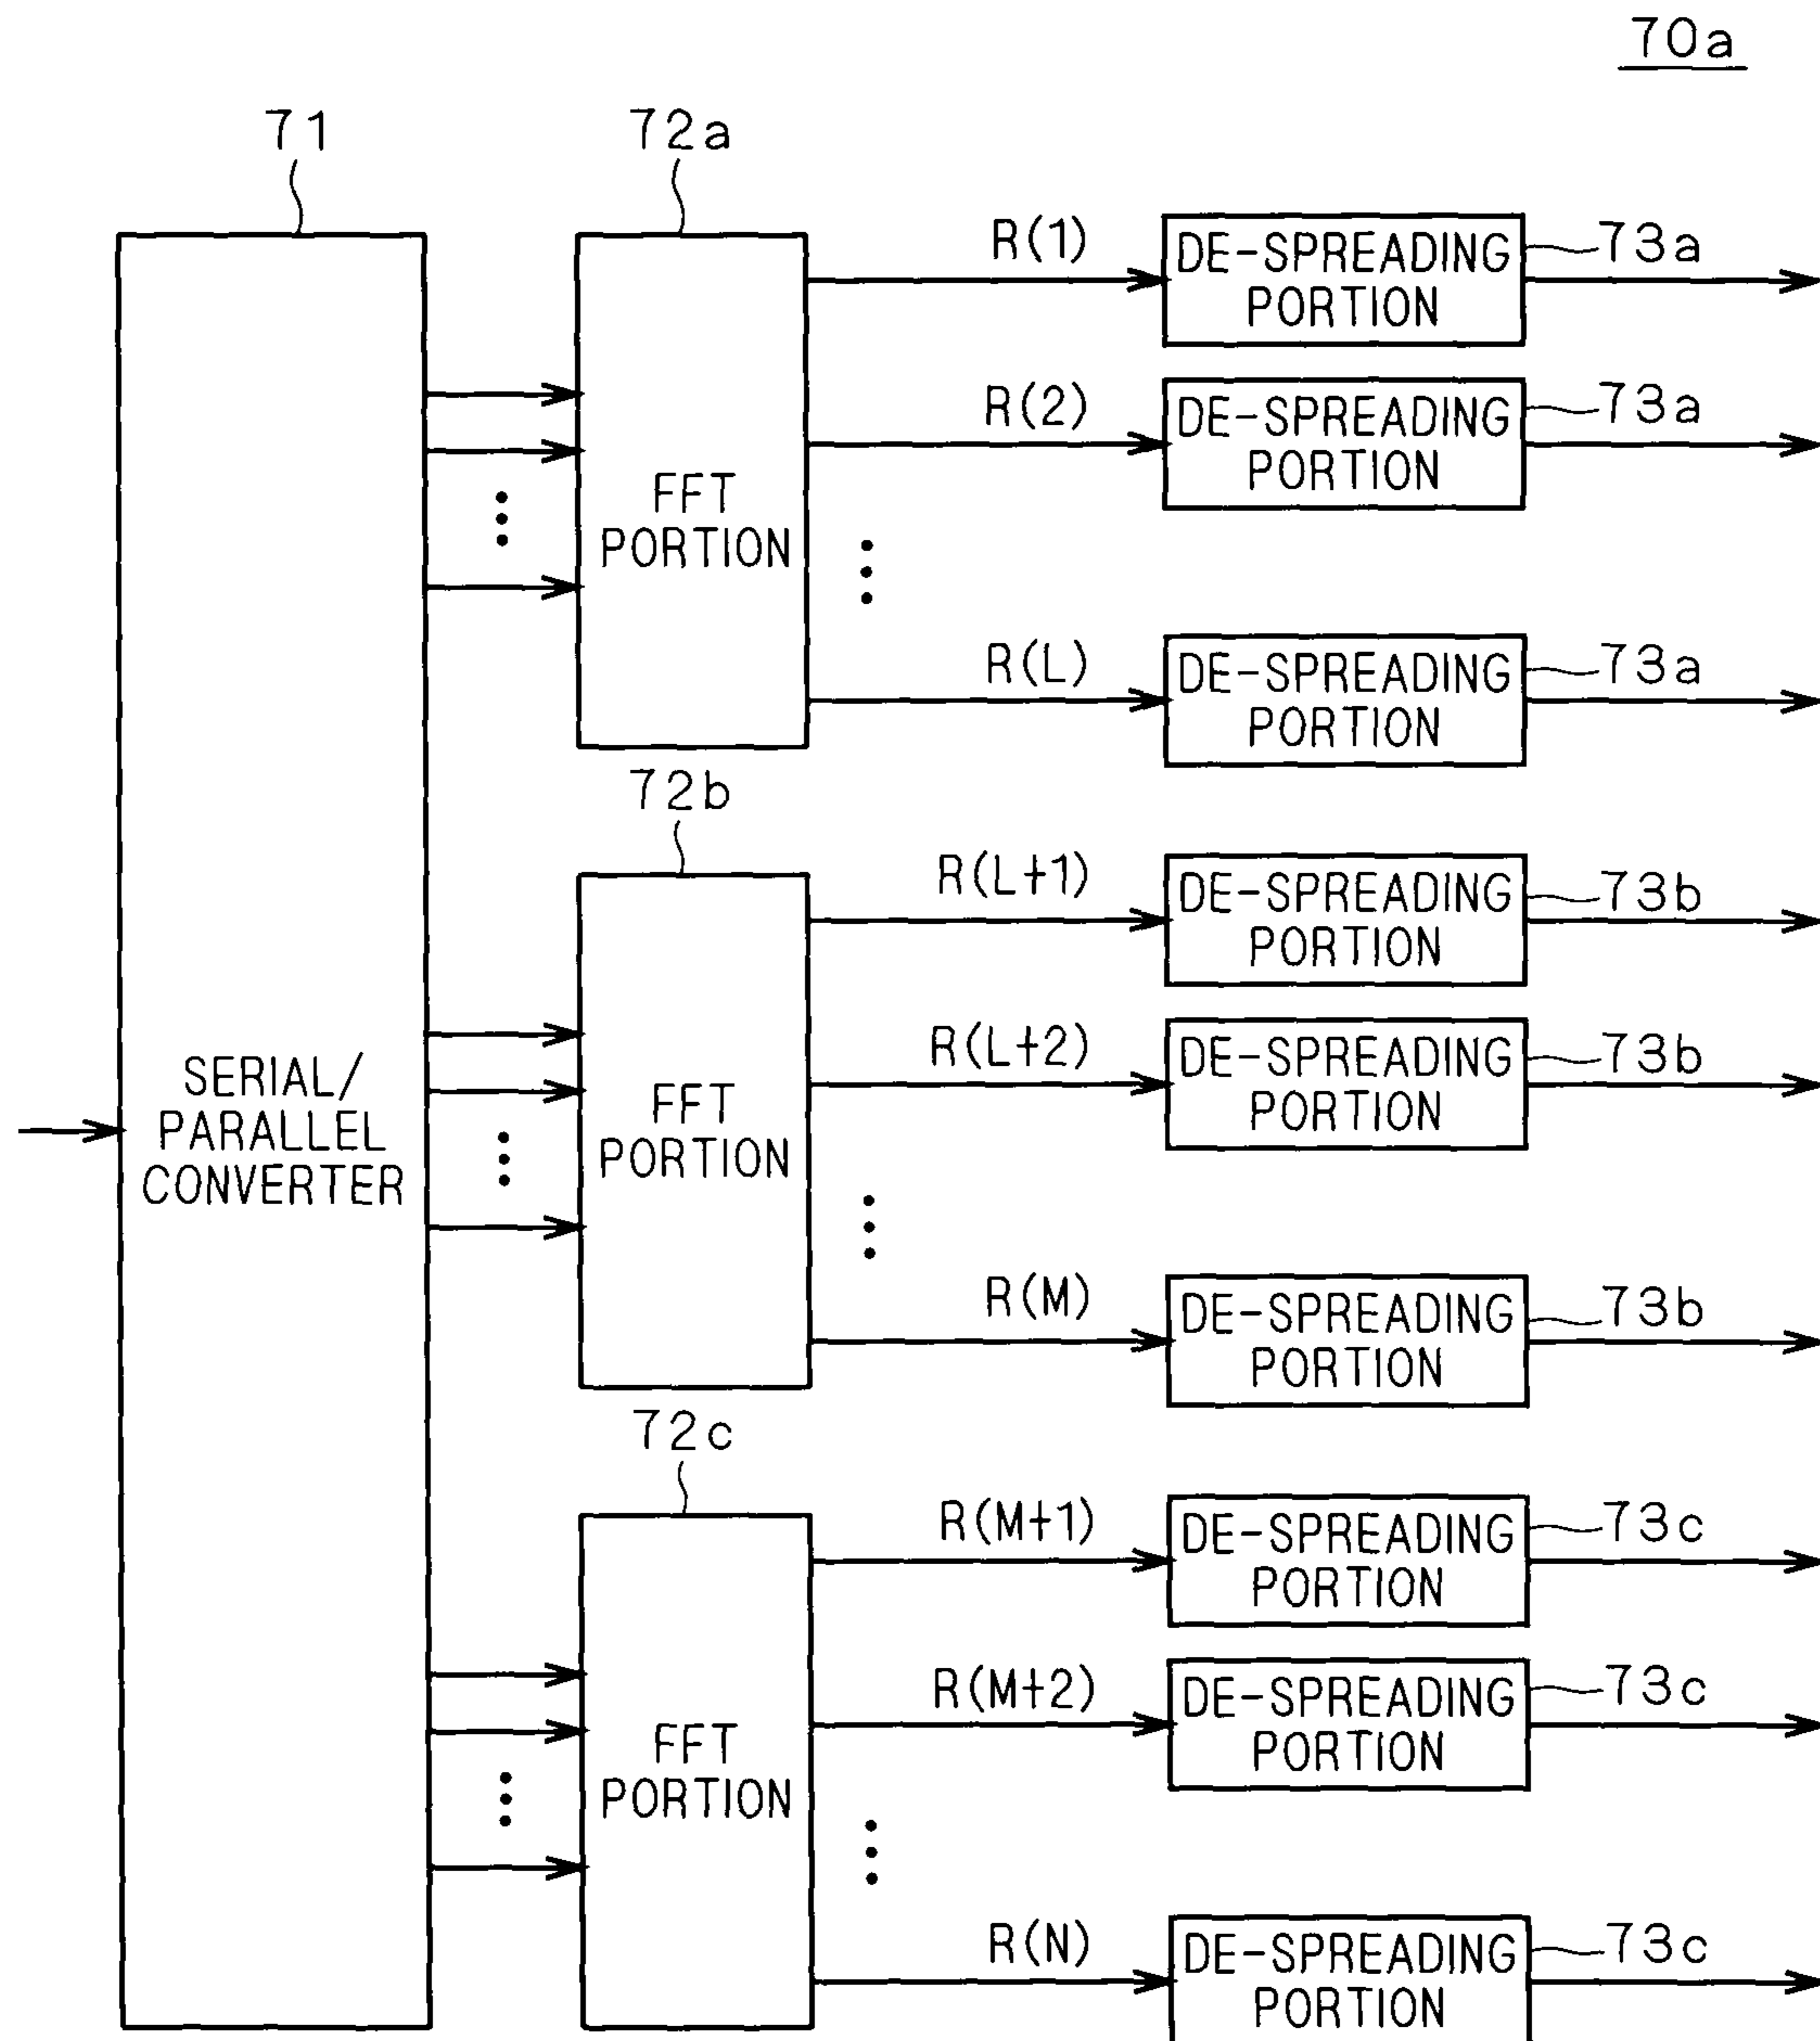 70a
71
72a
R(1)
DE-SPREADING
PORTION
73a
R(2)
DE-SPREADING
PORTION
73a
FFT
PORTION
R(L)
DE-SPREADING
PORTION
73a
72b
R(L+1)
DE-SPREADING
PORTION
73b
R(L+2)
DE-SPREADING
PORTION
73b
SERIAL/
PARALLEL
CONVERTER
FFT
PORTION
R(M)
DE-SPREADING
PORTION
73b
72c
R(M+1)
DE-SPREADING
PORTION
73c
R(M+2)
DE-SPREADING
PORTION
73c
FFT
PORTION
R(N)
DE-SPREADING
PORTION
73c